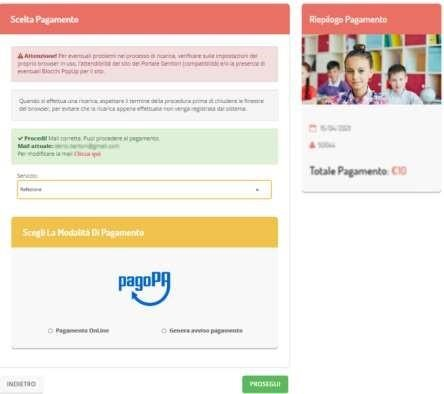 Scelta Pagamento
Attenzione! Per eventuali problemi nel processo di ricarica, verificare sulle impostazioni del
proprio browser in uso, l'attendibilità del sito del Portale Genitori (compatibilità) e/o la presenza di
eventuali Blocchi PopUp per il sito.
Quando si effettua una ricarica, aspettare il termine della procedura prima di chiudere le finestre
del browser, per evitare che la ricarica appena effettuata non venga registrata dal sistema.
Procedi! Mail corretta. Puoi procedere al pagamento.
Mail attuale:
Per modificare la mail Clicca qui
Servizio:
Refezione
Scegli La Modalità Di Pagamento
pagoPA
Pagamento OnLine
Genera avviso pagamento
INDIETRO
PROSEGUI
Riepilogo Pagamento
Totale Pagamento: €10